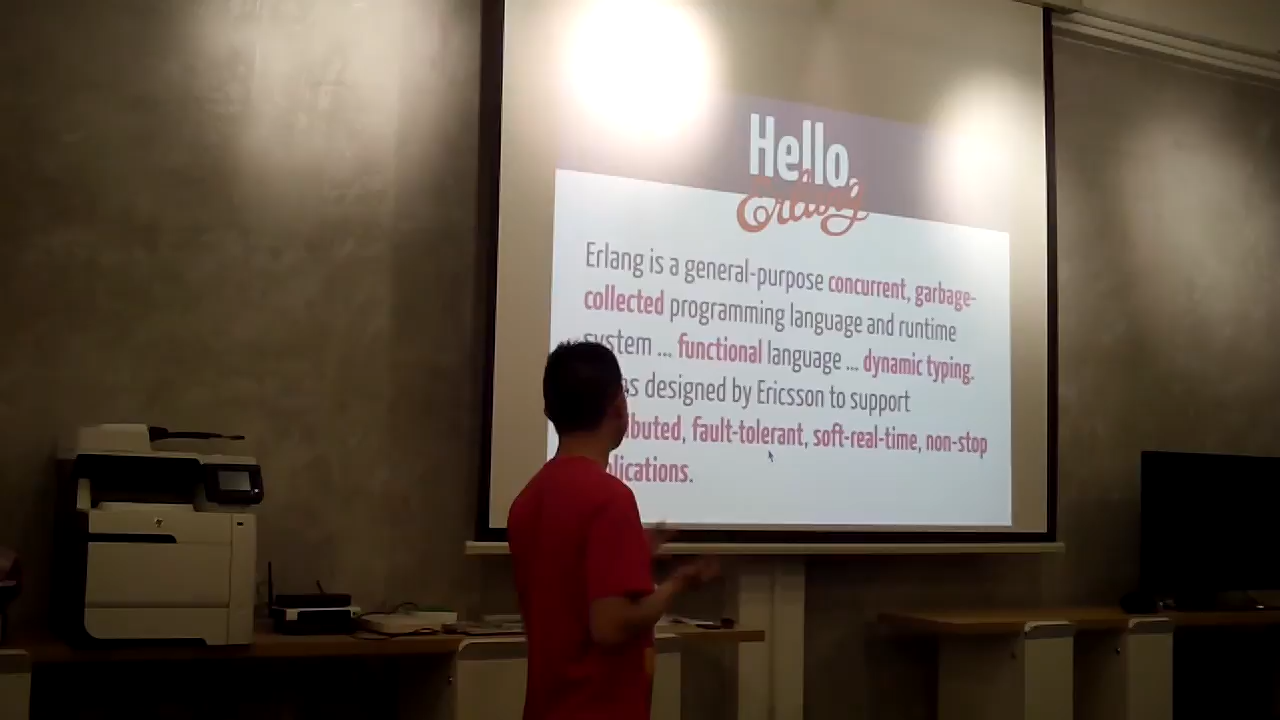 Hello,
Erlang
Erlang is a general-purpose concurrent, garbage-
collected programming language and runtime
system ... functional language ... dynamic typing.
designed by Ericsson to support
fault-tolerant, soft-real-time, non-stop